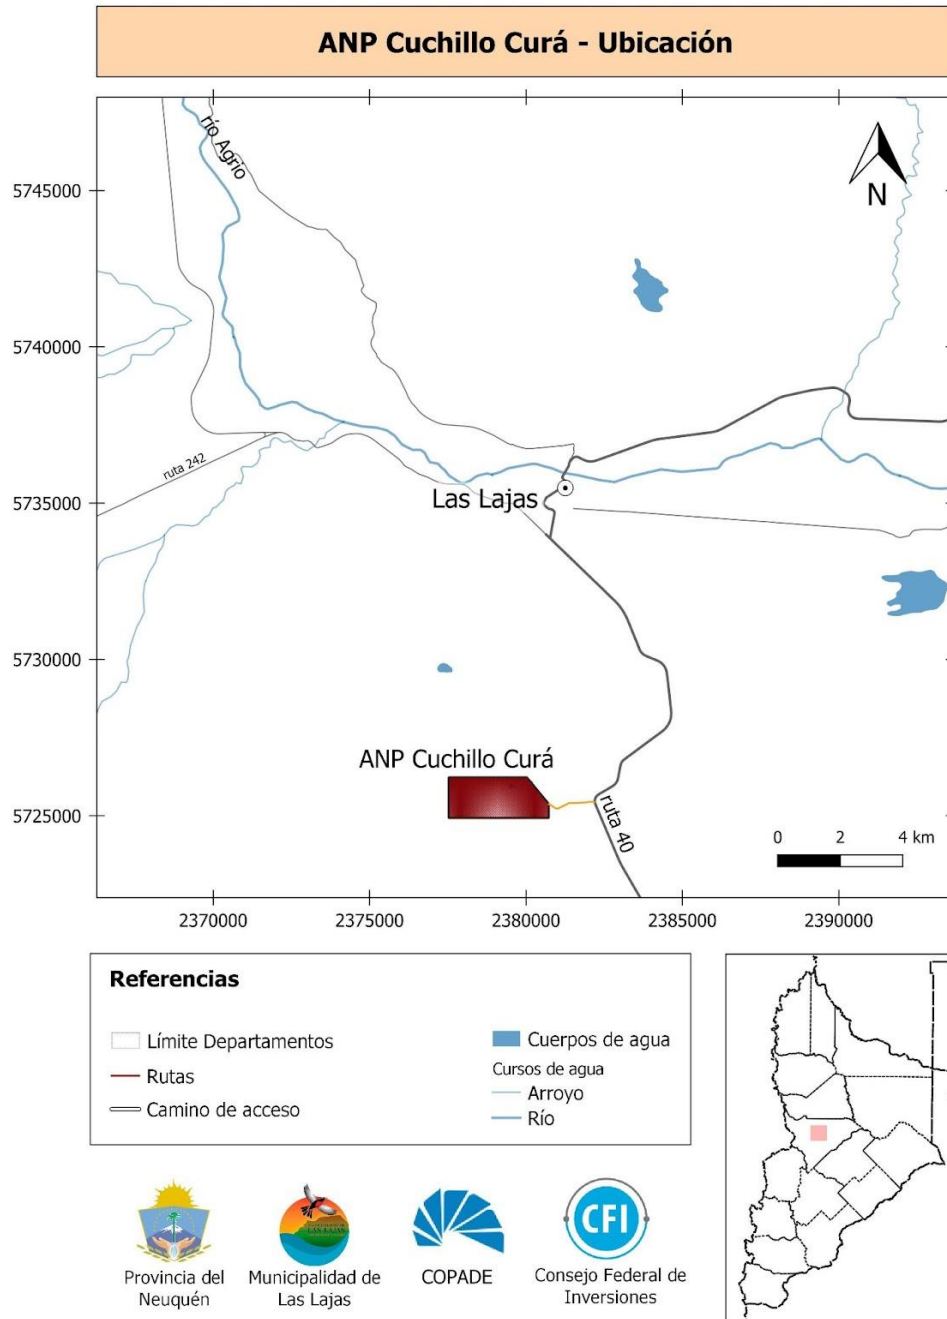 ANP Cuchillo Curá - Ubicación
río Agrio
N
5745000
5740000
ruta 242
5735000
Las Lajas
5730000
ANP Cuchillo Curá
5725000
ruta 40
0 2 4 km
2370000 2375000 2380000 2385000 2390000
Referencias
Límite Departamentos
Rutas
Camino de acceso
Cuerpos de agua
Cursos de agua
Arroyo
Río
LAS LAJAS
CFI
Provincia del
Neuquén
Municipalidad de
Las Lajas
COPADE
Consejo Federal de
Inversiones